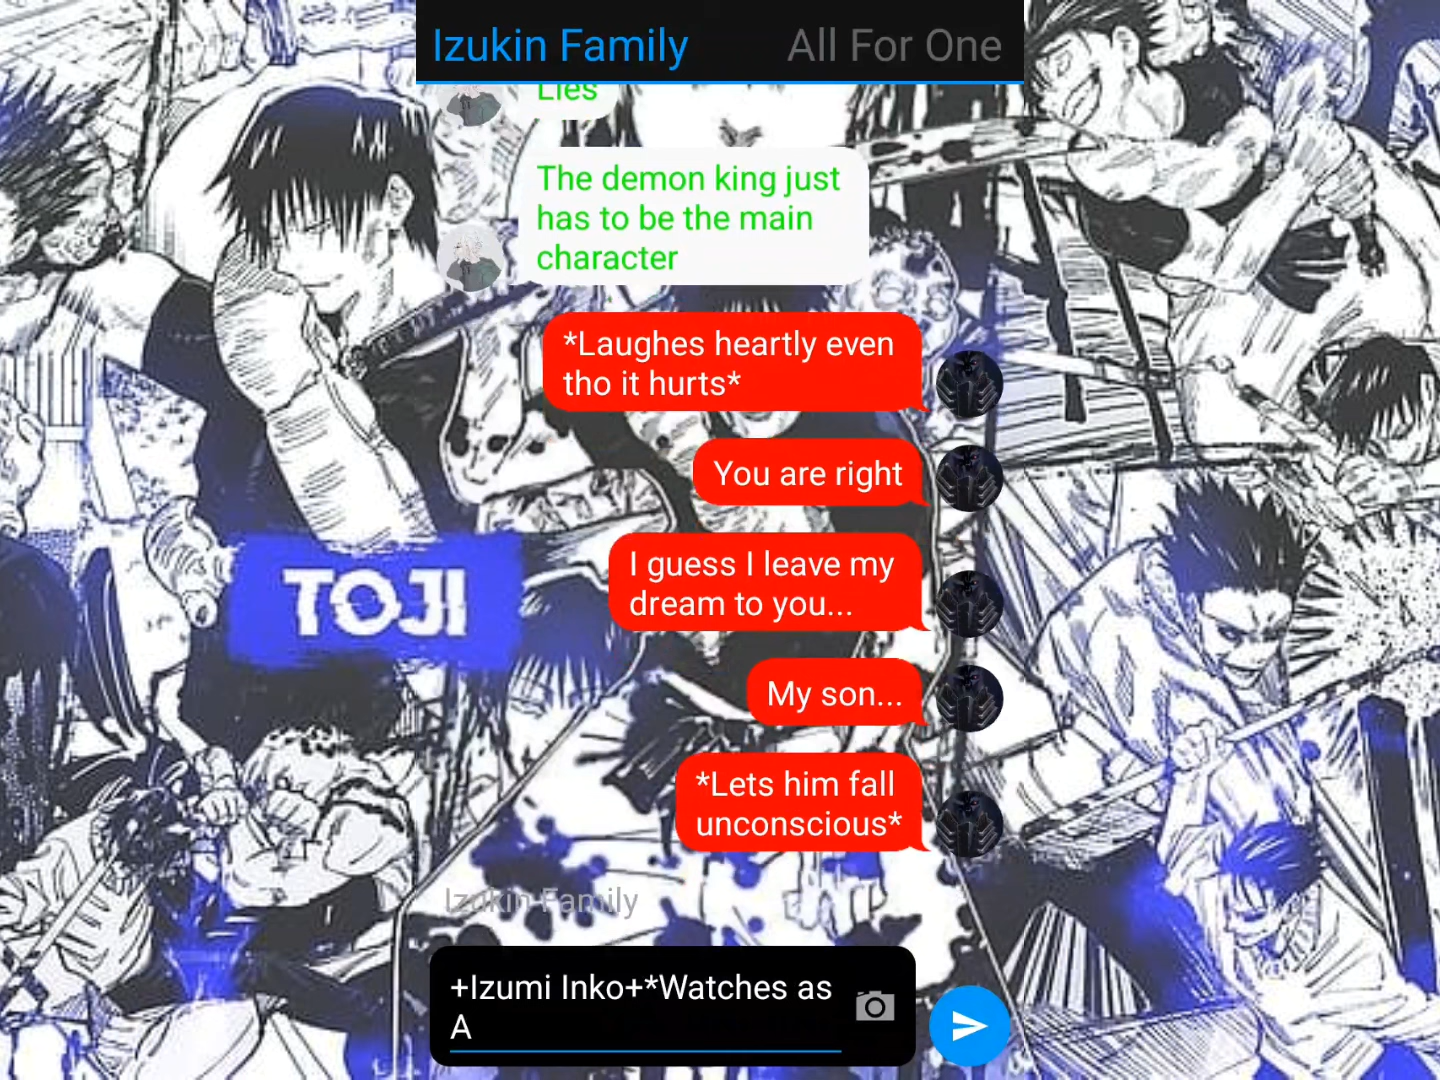 Izukin Family
All For One
Lies
The demon king just
has to be the main
character
*Laughes heartly even
tho it hurts*
You are right
I guess I leave my
dream to you...
My son...
*Lets him fall
unconscious*
TOJI
Izukin Family
+Izumi Inko+*Watches as
A